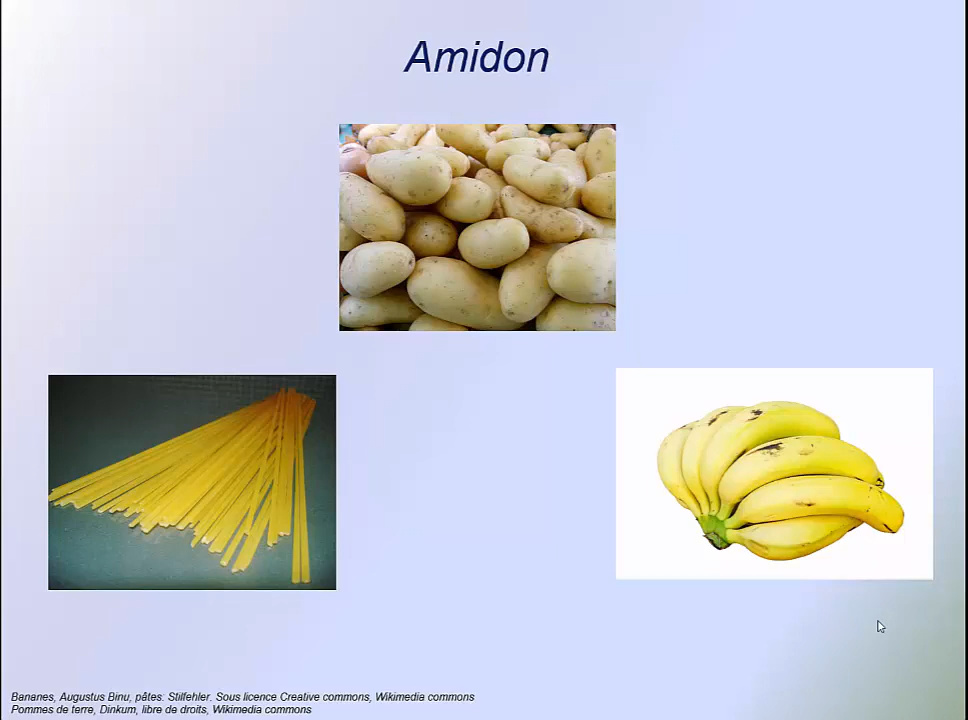 Amidon
Bananes, Augustus Binu, pâtes: Stilfehler. Sous licence Creative commons, Wikimedia commons
Pommes de terre, Dinkum, libre de droits, Wikimedia commons